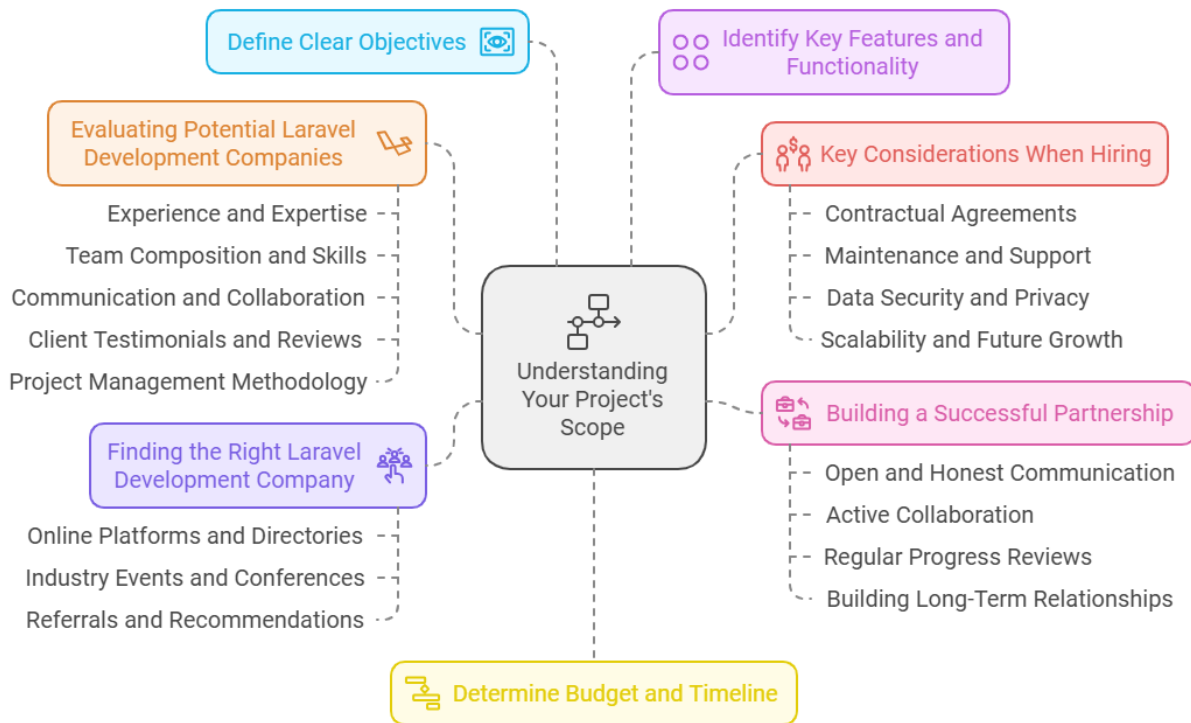 Define Clear Objectives
Identify Key Features and
Functionality
Evaluating Potential Laravel
Development Companies
Experience and Expertise
Team Composition and Skills
Communication and Collaboration
Client Testimonials and Reviews
Project Management Methodology
Key Considerations When Hiring
Contractual Agreements
Maintenance and Support
Data Security and Privacy
Scalability and Future Growth
Understanding
Your Project's
Scope
Finding the Right Laravel
Development Company
Online Platforms and Directories
Industry Events and Conferences
Referrals and Recommendations
Building a Successful Partnership
Open and Honest Communication
Active Collaboration
Regular Progress Reviews
Building Long-Term Relationships
Determine Budget and Timeline